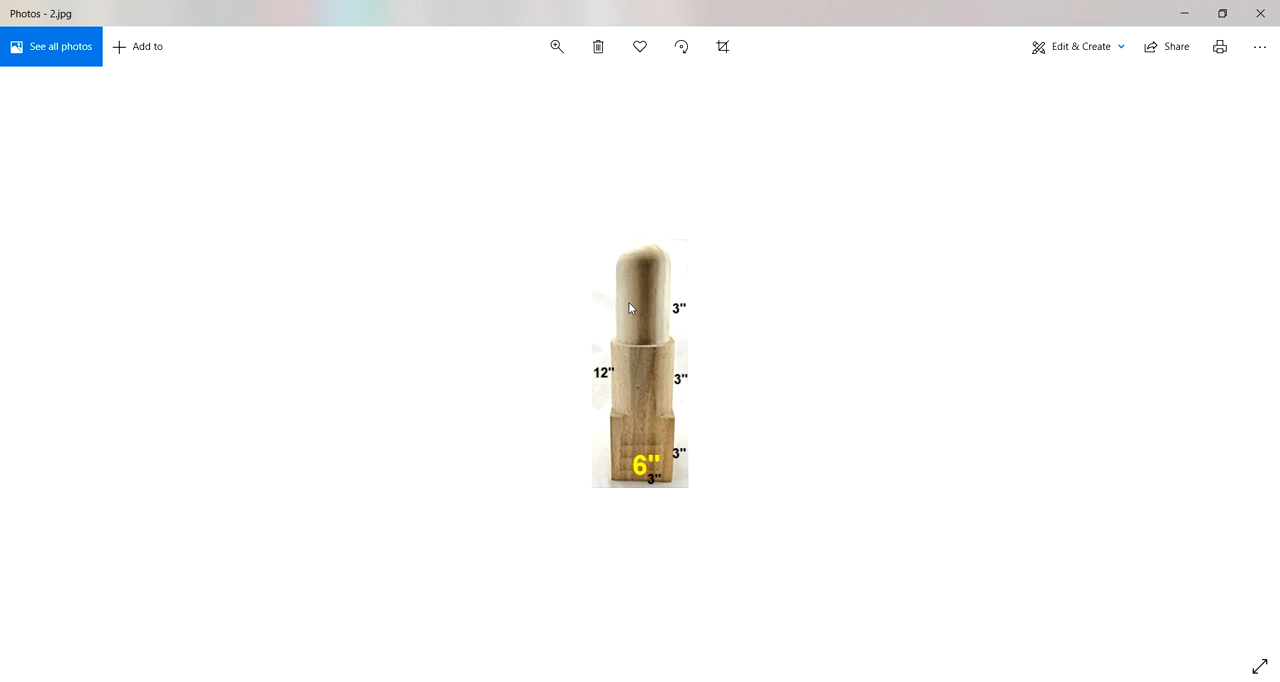 Photos - 2.jpg
See all photos
Add to
Edit & Create
Share
3"
12"
3"
3"
6"
3"